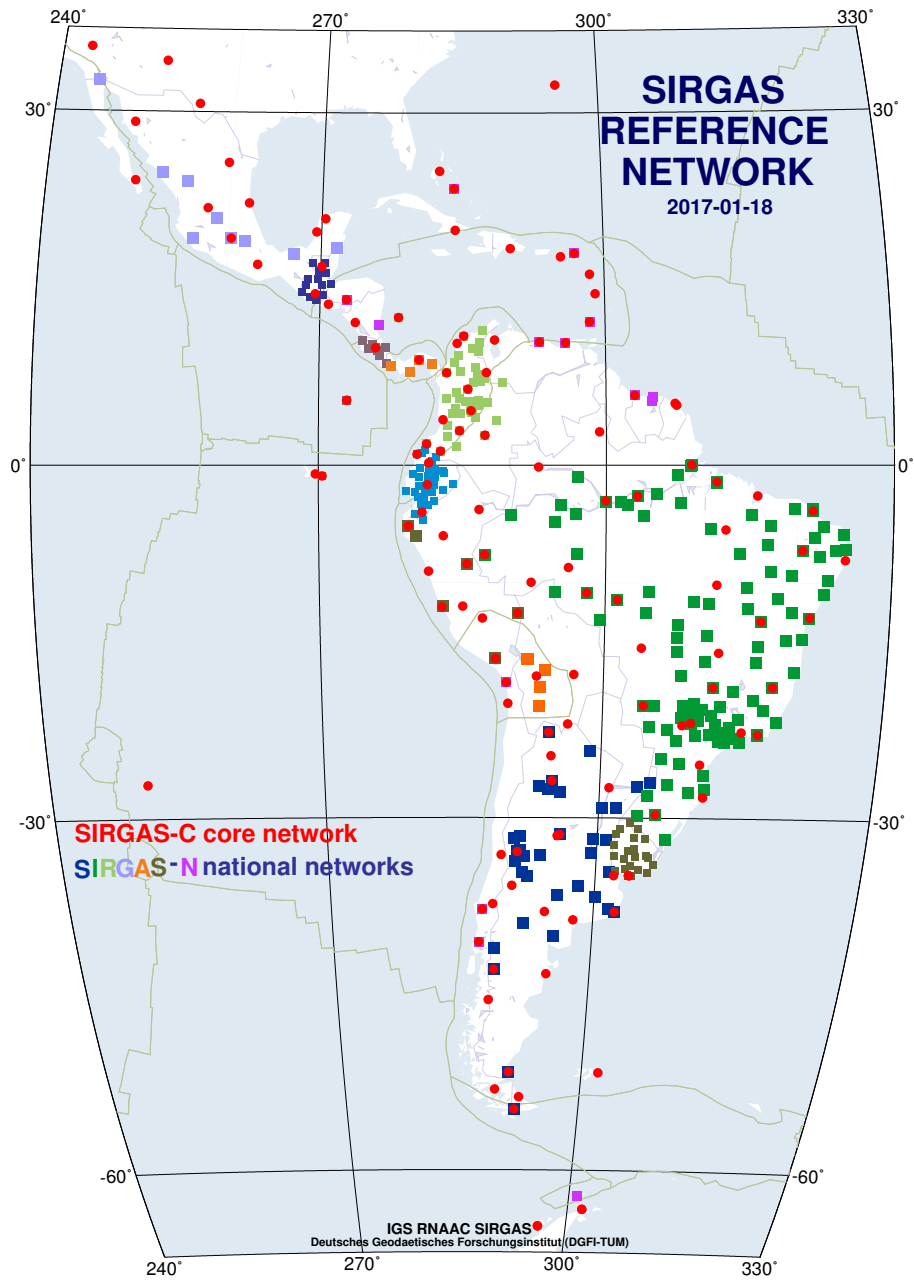 240° 270° 300° 330°
SIRGAS
REFERENCE
NETWORK
2017-01-18
30° 30°
0° 0°
-30° -30°
SIRGAS-C core network
SIRGAS-N national networks
-60° -60°
IGS RNAAC SIRGAS
Deutsches Geodaetisches Forschungsinstitut (DGFI-TUM)
240° 270° 300° 330°